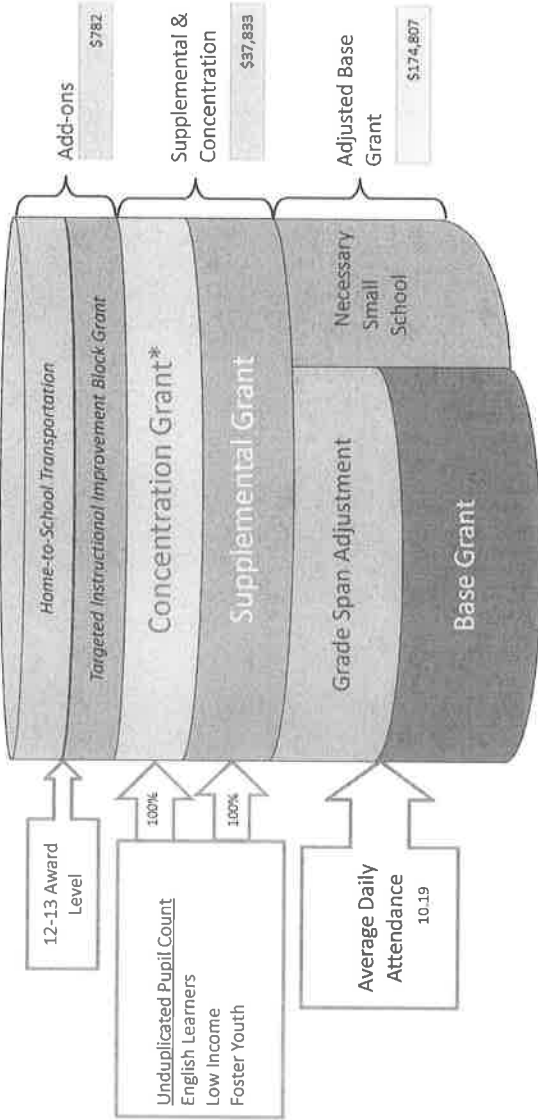 12-13 Award
Level
Unduplicated Pupil Count
English Learners
Low Income
Foster Youth
100%
100%
Average Daily
Attendance
10.19
Home-to-School Transportation
Targeted Instructional Improvement Block Grant
Concentration Grant*
Supplemental Grant
Grade Span Adjustment
Base Grant
Necessary
Small
School
Add-ons
$782
Supplemental &
Concentration
$37,833
Adjusted Base
Grant
$174,807